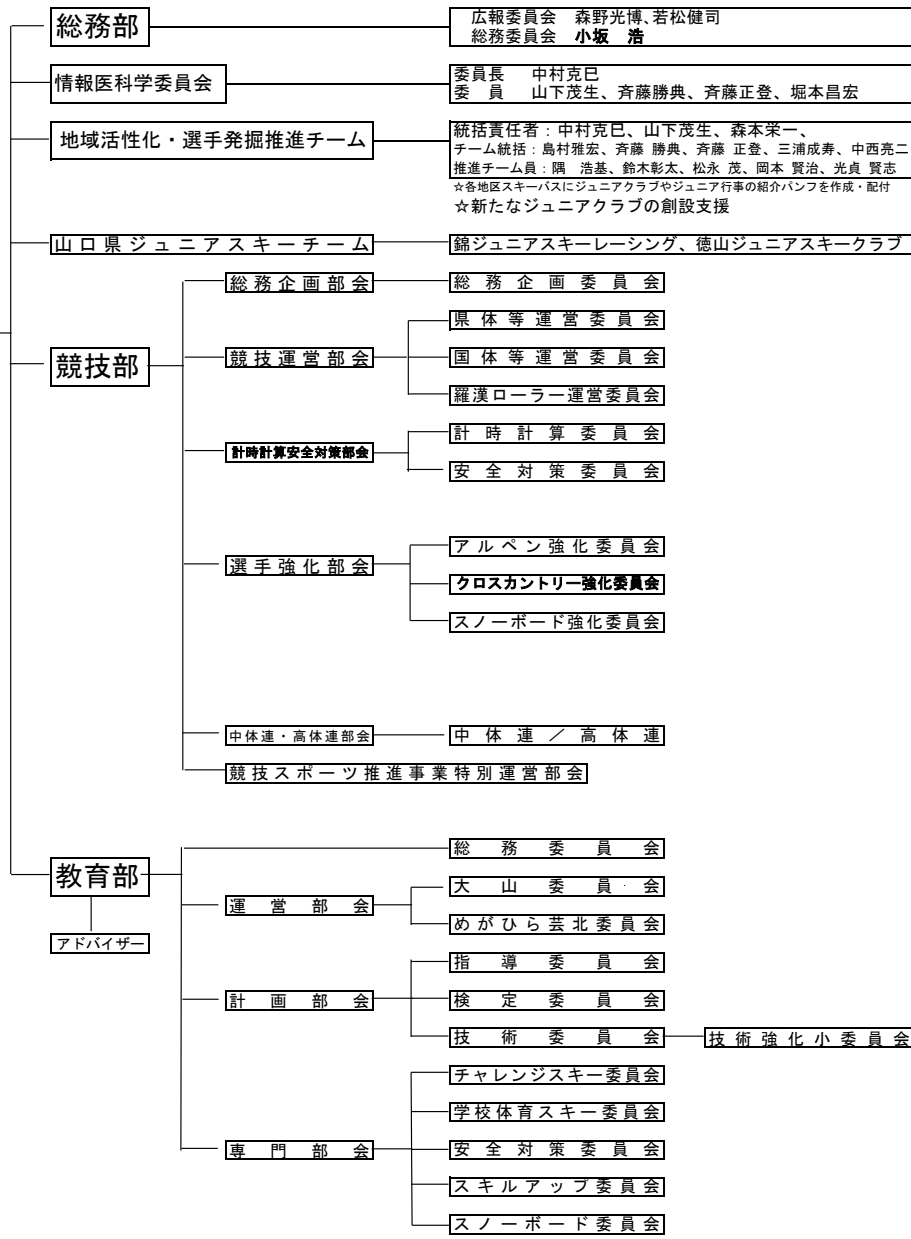 総務部
広報委員会 森野光博、若松健司
総務委員会 小坂 浩
情報医科学委員会
委員長 中村克巳
委 員 山下茂生、斉藤勝典、斉藤正登、堀本昌宏
地域活性化・選手発掘推進チーム
統括責任者：中村克巳、山下茂生、森本栄一、
チーム統括：島村雅宏、斉藤 勝典、斉藤 正登、三浦成寿、中西亮二
推進チーム員：隅 浩基、鈴木彰太、松永 茂、岡本 賢治、光貞 賢志
☆各地区スキーバスにジュニアクラブやジュニア行事の紹介パンフを作成・配付
☆新たなジュニアクラブの創設支援
山口県ジュニアスキーチーム
錦ジュニアスキーレーシング、徳山ジュニアスキークラブ
競技部
総務企画部会
総務企画委員会
競技運営部会
県体等運営委員会
国体等運営委員会
羅漢ローラー運営委員会
計時計算安全対策部会
計時計算委員会
安全対策委員会
選手強化部会
アルペン強化委員会
クロスカントリー強化委員会
スノーボード強化委員会
中体連・高体連部会
中体連／高体連
競技スポーツ推進事業特別運営部会
教育部
アドバイザー
総務委員会
運営部会
大山委員会
めがひら芸北委員会
計画部会
指導委員会
検定委員会
技術委員会
技術強化小委員会
専門部会
チャレンジスキー委員会
学校体育スキー委員会
安全対策委員会
スキルアップ委員会
スノーボード委員会